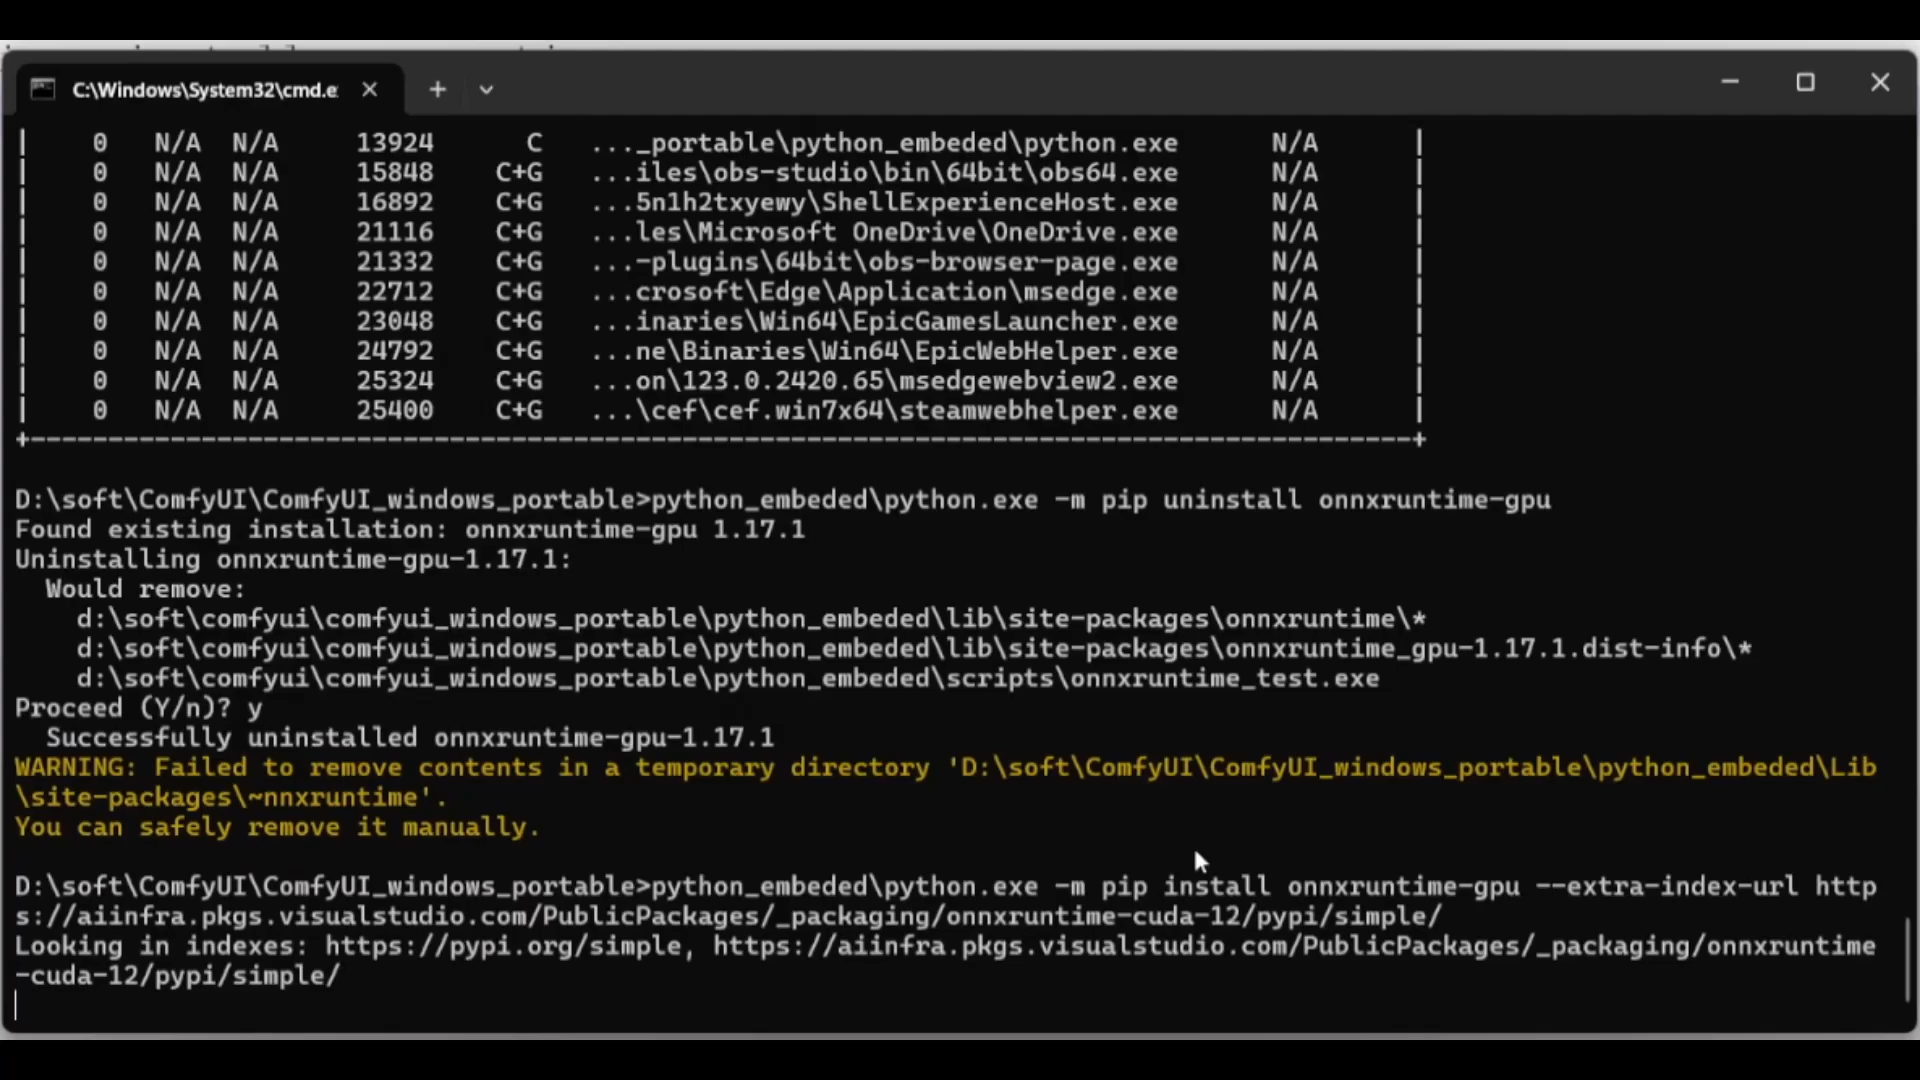 C:\Windows\System32\cmd.e
| 0 N/A N/A 13924 C ..._portable\python_embeded\python.exe N/A |
| 0 N/A N/A 15848 C+G ...iles\obs-studio\bin\64bit\obs64.exe N/A |
| 0 N/A N/A 16892 C+G ...5n1h2txyewy\ShellExperienceHost.exe N/A |
| 0 N/A N/A 21116 C+G ...les\Microsoft OneDrive\OneDrive.exe N/A |
| 0 N/A N/A 21332 C+G ...-plugins\64bit\obs-browser-page.exe N/A |
| 0 N/A N/A 22712 C+G ...crosoft\Edge\Application\msedge.exe N/A |
| 0 N/A N/A 23048 C+G ...inaries\Win64\EpicGamesLauncher.exe N/A |
| 0 N/A N/A 24792 C+G ...ne\Binaries\Win64\EpicWebHelper.exe N/A |
| 0 N/A N/A 25324 C+G ...on\123.0.2420.65\msedgewebview2.exe N/A |
| 0 N/A N/A 25400 C+G ...\cef\cef.win7x64\steamwebhelper.exe N/A |
+-----------------------------------------------------------------------------------------+
D:\soft\ComfyUI\ComfyUI_windows_portable>python_embeded\python.exe -m pip uninstall onnxruntime-gpu
Found existing installation: onnxruntime-gpu 1.17.1
Uninstalling onnxruntime-gpu-1.17.1:
Would remove:
d:\soft\comfyui\comfyui_windows_portable\python_embeded\lib\site-packages\onnxruntime\*
d:\soft\comfyui\comfyui_windows_portable\python_embeded\lib\site-packages\onnxruntime_gpu-1.17.1.dist-info\*
d:\soft\comfyui\comfyui_windows_portable\python_embeded\scripts\onnxruntime_test.exe
Proceed (Y/n)? y
Successfully uninstalled onnxruntime-gpu-1.17.1
WARNING: Failed to remove contents in a temporary directory 'D:\soft\ComfyUI\ComfyUI_windows_portable\python_embeded\Lib
\site-packages\~nnxruntime'.
You can safely remove it manually.
D:\soft\ComfyUI\ComfyUI_windows_portable>python_embeded\python.exe -m pip install onnxruntime-gpu --extra-index-url http
s://aiinfra.pkgs.visualstudio.com/PublicPackages/_packaging/onnxruntime-cuda-12/pypi/simple/
Looking in indexes: https://pypi.org/simple, https://aiinfra.pkgs.visualstudio.com/PublicPackages/_packaging/onnxruntime
-cuda-12/pypi/simple/